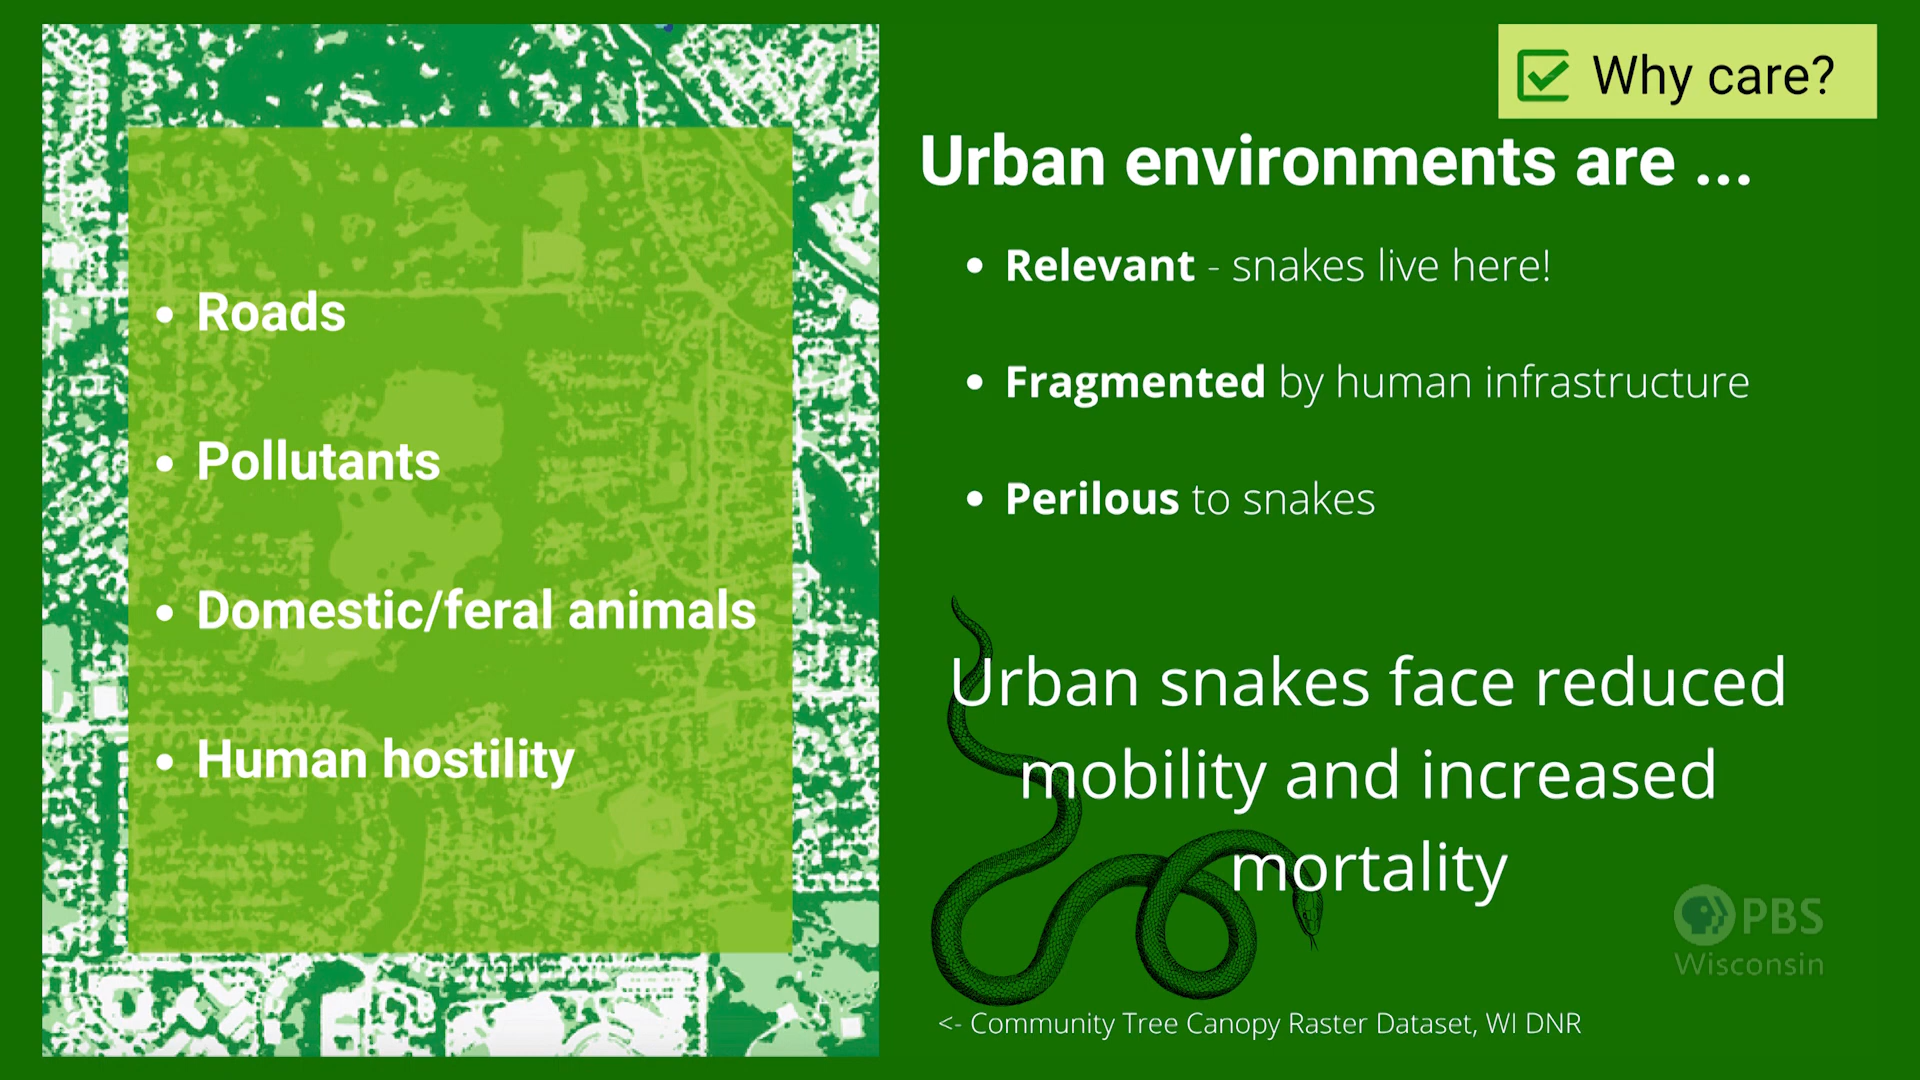 Why care?
Urban environments are ...
• Relevant - snakes live here!
• Fragmented by human infrastructure
• Perilous to snakes
• Roads
• Pollutants
• Domestic/feral animals
• Human hostility
Urban snakes face reduced
mobility and increased
mortality
PBS
Wisconsin
<- Community Tree Canopy Raster Dataset, WI DNR